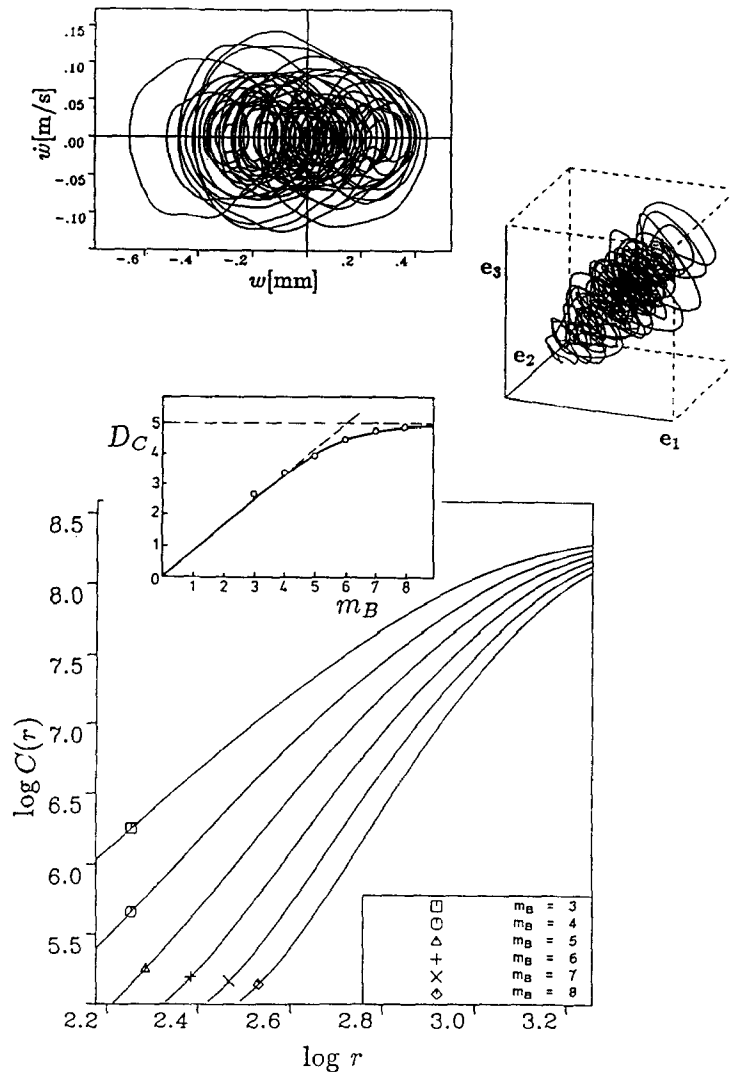 .15
.10
.05
.00
-.05
-.10
ẇ[m/s]
-.6 -.4 -.2 .2 .4
w[mm]
e3
e2
e1
D_C
5
4
3
2
1
0
1 2 3 4 5 6 7 8
m_B
8.5
8.0
7.5
7.0
6.5
6.0
5.5
log C(r)
m_B = 3
m_B = 4
m_B = 5
m_B = 6
m_B = 7
m_B = 8
2.2 2.4 2.6 2.8 3.0 3.2
log r